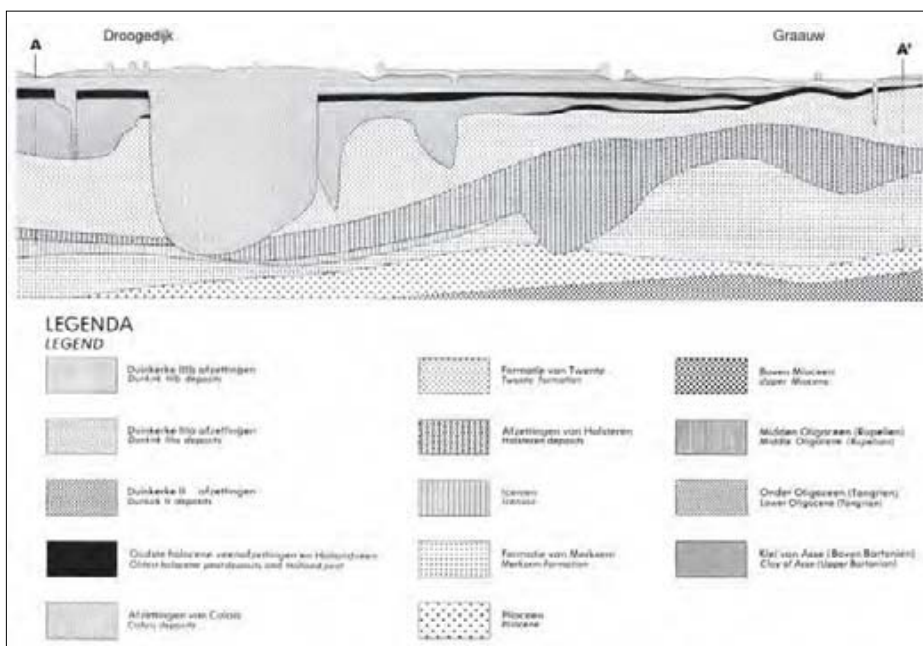 Droogedijk
Graauw
A
A'
LEGENDA
LEGEND
Duinkerke IIIb afzettingen
Dunkirk IIIb deposits
Duinkerke IIIa afzettingen
Dunkirk IIIa deposits
Duinkerke II afzettingen
Dunkirk II deposits
Oudste holocene veenafzettingen en Hollandveen
Oldest holocene peatdeposits and Holland peat
Afzettingen van Calais
Calais deposits
Formatie van Twente
Twente Formation
Afzettingen van Halsteren
Halsteren deposits
Icenien
Formatie van Merksem
Merksem Formation
Plioceen
Pliocene
Boven Mioceen
Upper Miocene
Midden Oligoceen (Rupelien)
Middle Oligocene (Rupelian)
Onder Oligoceen (Tongrien)
Lower Oligocene (Tongrian)
Klei van Asse (Boven Bartonien)
Clay of Asse (Upper Bartonian)